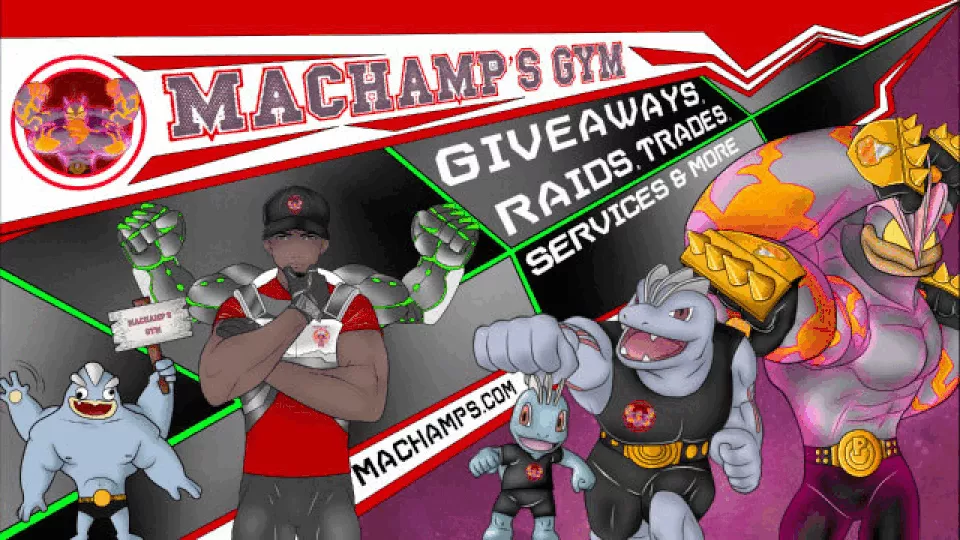 MACHAMP'S GYM
GIVEAWAYS,
RAIDS, TRADES,
SERVICES & MORE
MACHAMP'S
GYM
MACHAMPS.COM